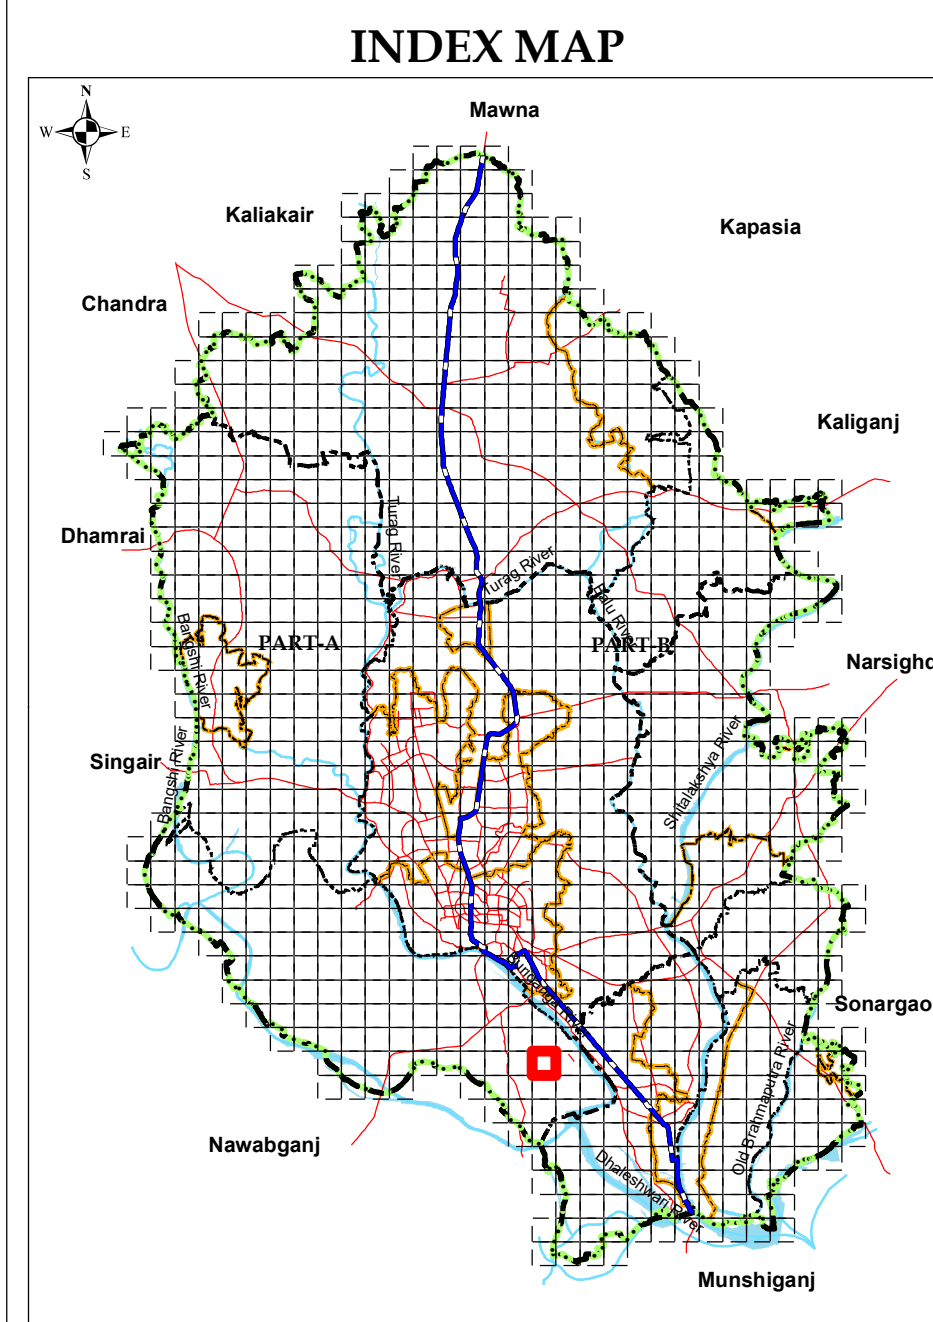 INDEX MAP
N
W
E
S
Mawna
Kaliakair
Kapasia
Chandra
Kaliganj
Dhamrai
Turag River
Turag River
Balu River
Bangshi River
PART-A
PART-B
Narsighd
Singair
Bangshi River
Shitalakshya River
Buriganga River
Sonargao
Old Brahmaputra River
Nawabganj
Dhaleshwari River
Munshiganj